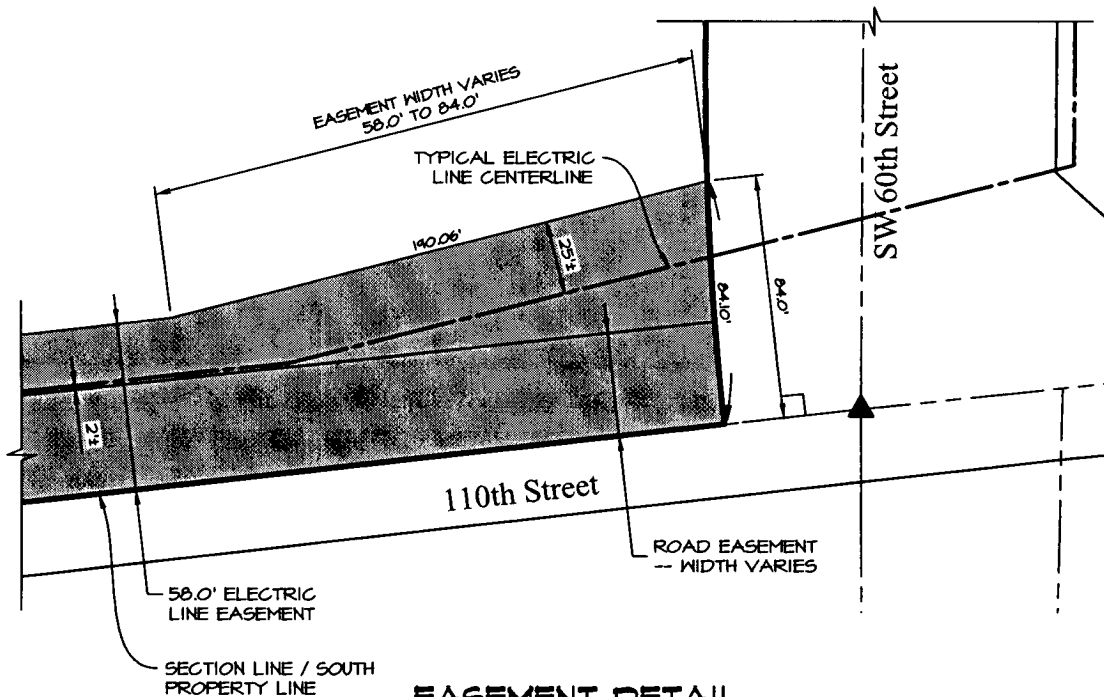 EASEMENT WIDTH VARIES
58.0' TO 84.0'
TYPICAL ELECTRIC
LINE CENTERLINE
SW 60th Street
190.06'
25'±
84.10'
84.0'
2'±
110th Street
ROAD EASEMENT
-- WIDTH VARIES
58.0' ELECTRIC
LINE EASEMENT
SECTION LINE / SOUTH
PROPERTY LINE
EASEMENT DETAIL